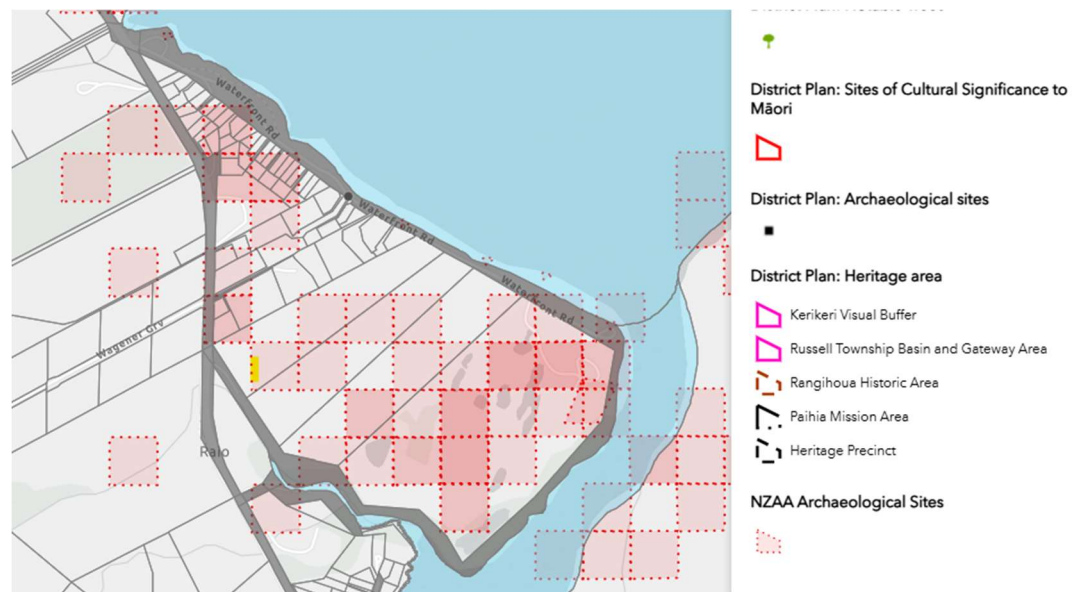 Waterfront Rd
Waterfront Rd
Waterfront Rd
Wagener Grv
Raio
District Plan: Sites of Cultural Significance to
Māori
District Plan: Archaeological sites
District Plan: Heritage area
Kerikeri Visual Buffer
Russell Township Basin and Gateway Area
Rangihoua Historic Area
Paihia Mission Area
Heritage Precinct
NZAA Archaeological Sites